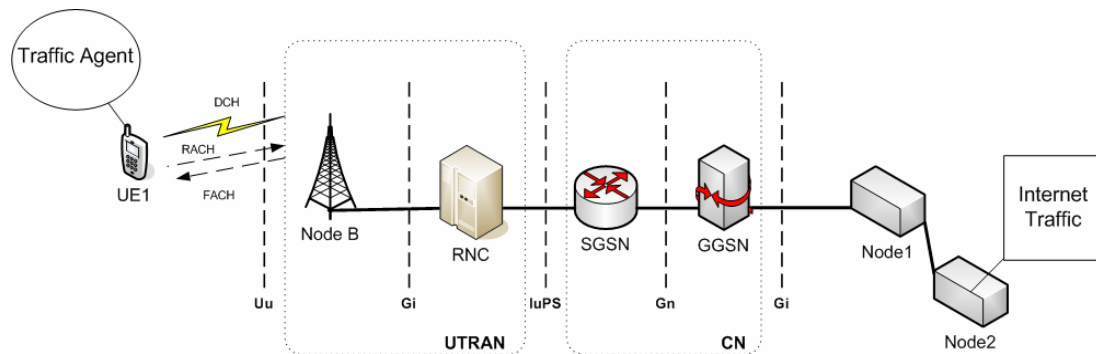 Traffic Agent
DCH
RACH
FACH
UE1
Node B
RNC
SGSN
GGSN
Node1
Node2
Internet
Traffic
Uu
Gi
IuPS
Gn
Gi
UTRAN
CN